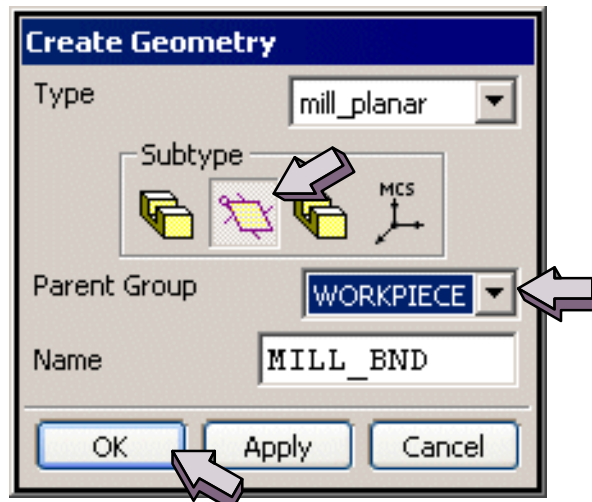 Create Geometry
Type mill_planar
Subtype
MCS
Parent Group WORKPIECE
Name MILL_BND
OK Apply Cancel